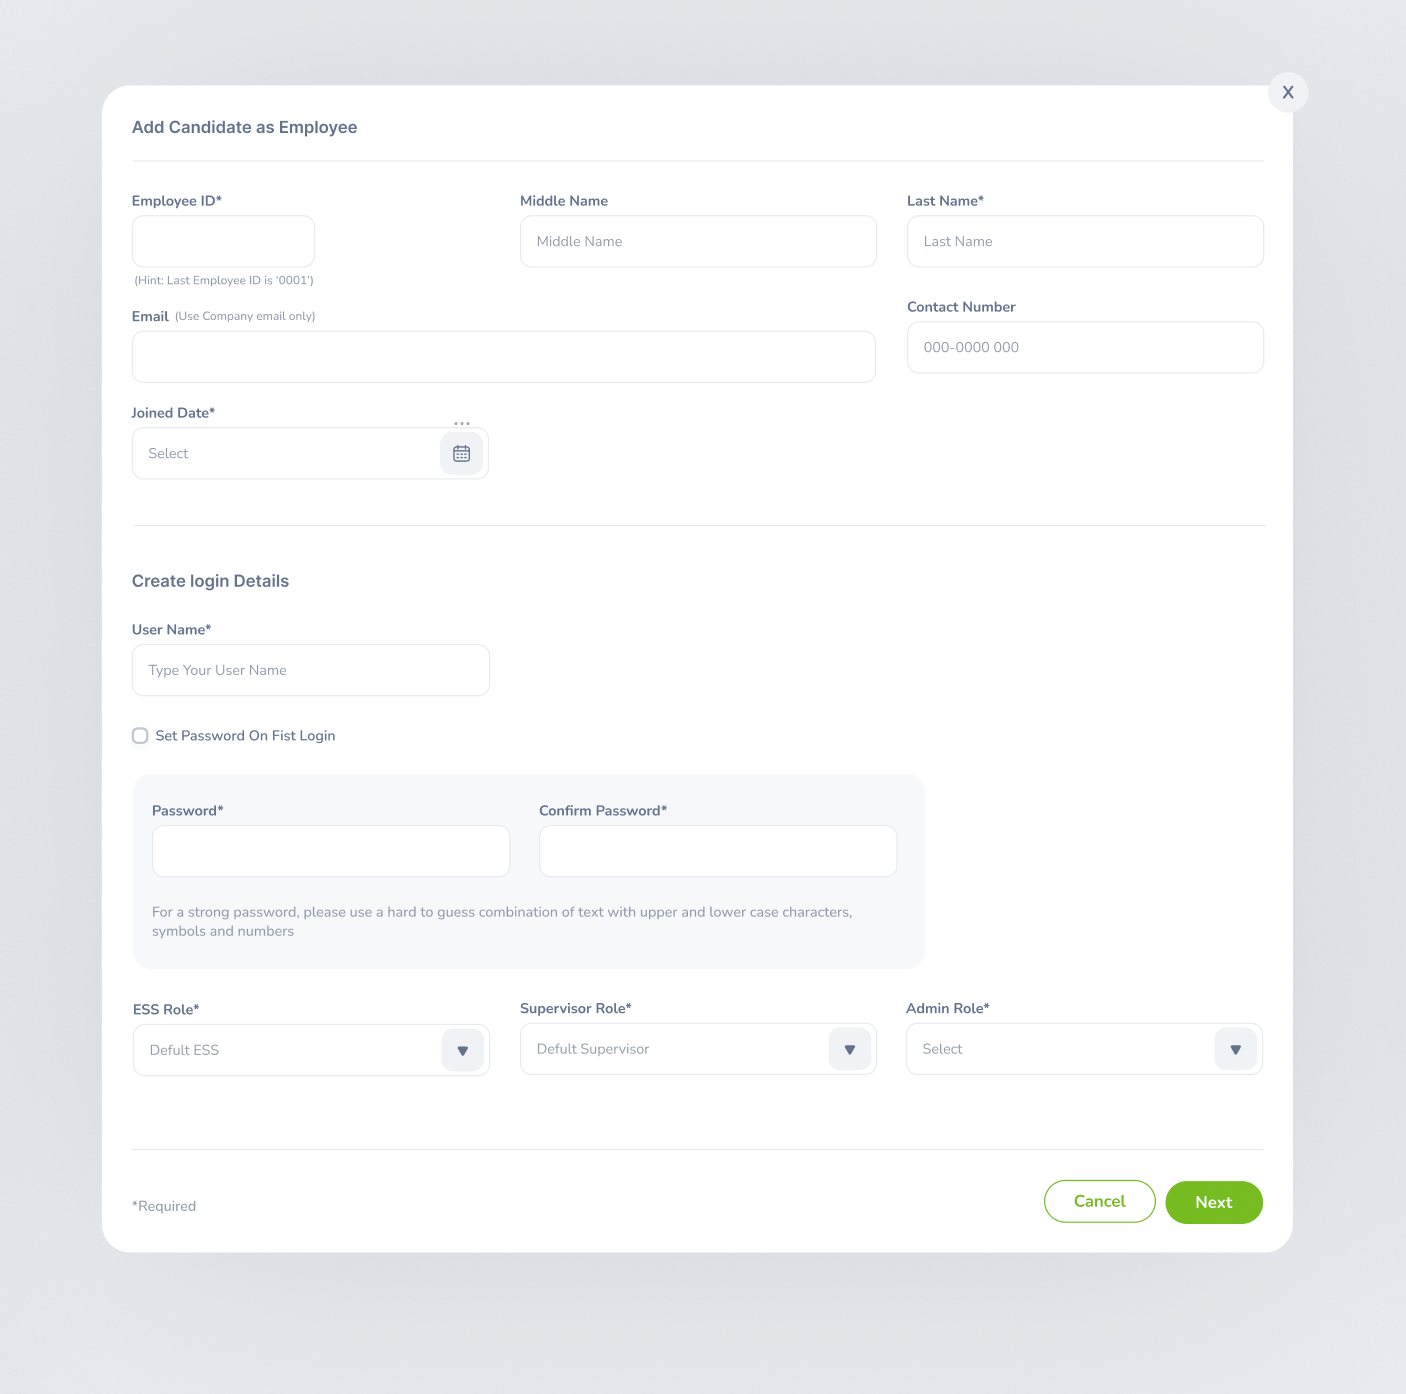 X
Add Candidate as Employee
Employee ID*
Middle Name
Last Name*
Middle Name
Last Name
(Hint: Last Employee ID is ‘0001’)
Email (Use Company email only)
Contact Number
000-0000 000
Joined Date*
Select
Create login Details
User Name*
Type Your User Name
Set Password On Fist Login
Password*
Confirm Password*
For a strong password, please use a hard to guess combination of text with upper and lower case characters,
symbols and numbers
ESS Role*
Supervisor Role*
Admin Role*
Defult ESS
Defult Supervisor
Select
*Required
Cancel
Next